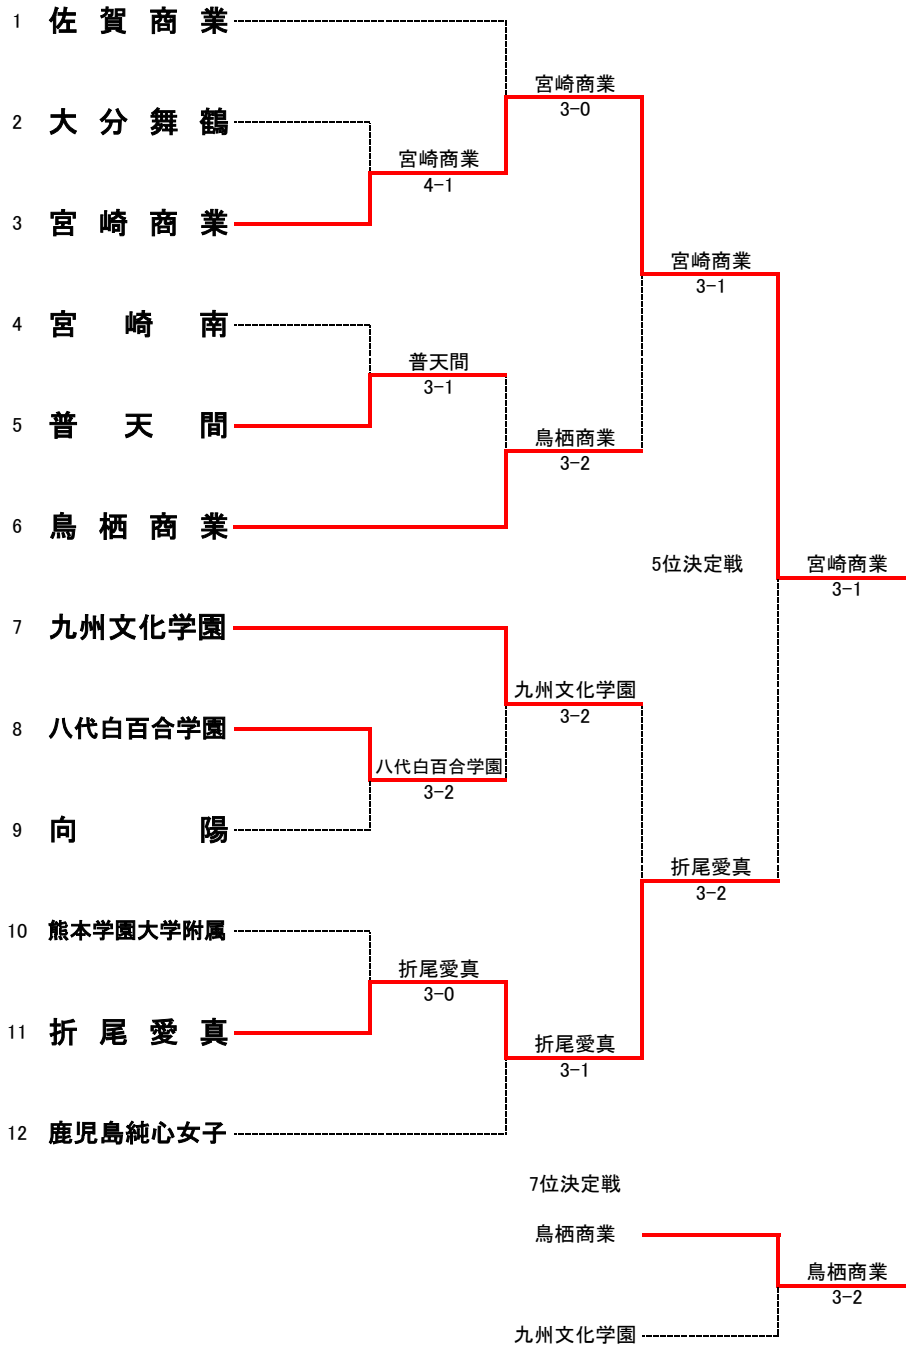 1 佐賀商業
宮崎商業
3-0
2 大分舞鶴
宮崎商業
4-1
3 宮崎商業
宮崎商業
3-1
4 宮崎南
普天間
3-1
5 普天間
鳥栖商業
3-2
6 鳥栖商業
5位決定戦
宮崎商業
3-1
7 九州文化学園
九州文化学園
3-2
8 八代白百合学園
八代白百合学園
3-2
9 向陽
折尾愛真
3-2
10 熊本学園大学附属
折尾愛真
3-0
11 折尾愛真
折尾愛真
3-1
12 鹿児島純心女子
7位決定戦
鳥栖商業
鳥栖商業
3-2
九州文化学園